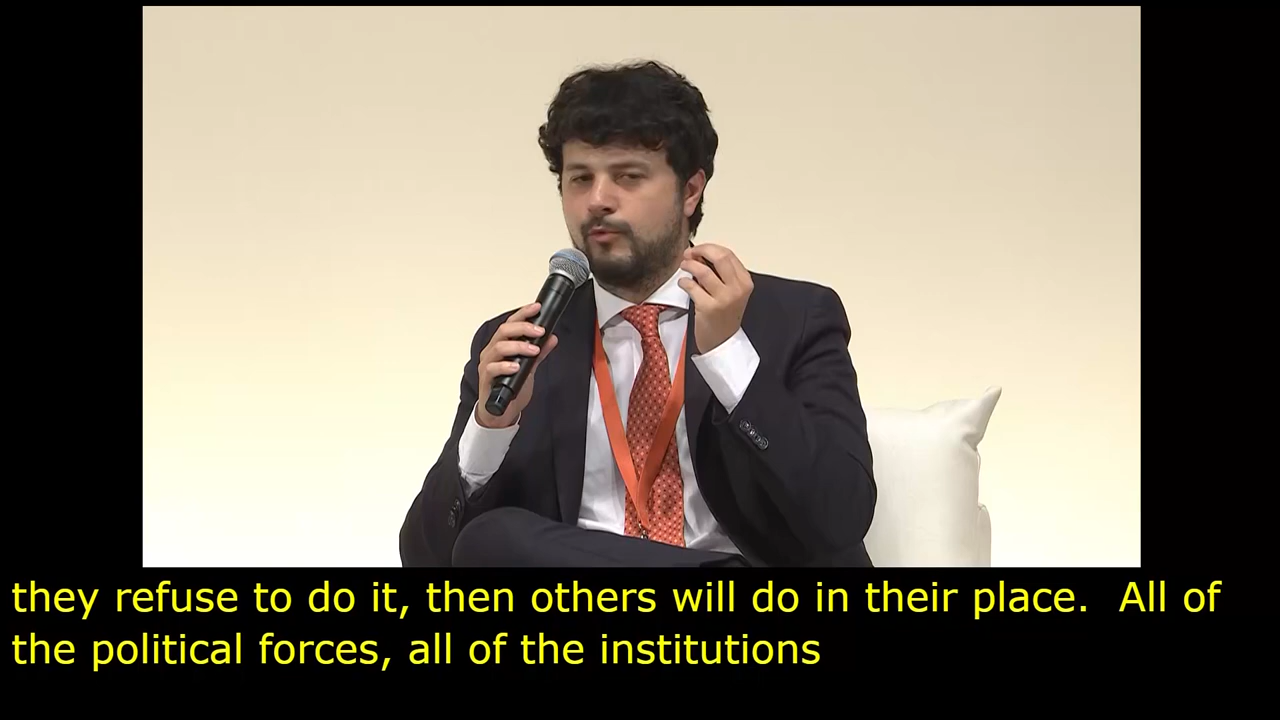 they refuse to do it, then others will do in their place.  All of
the political forces, all of the institutions